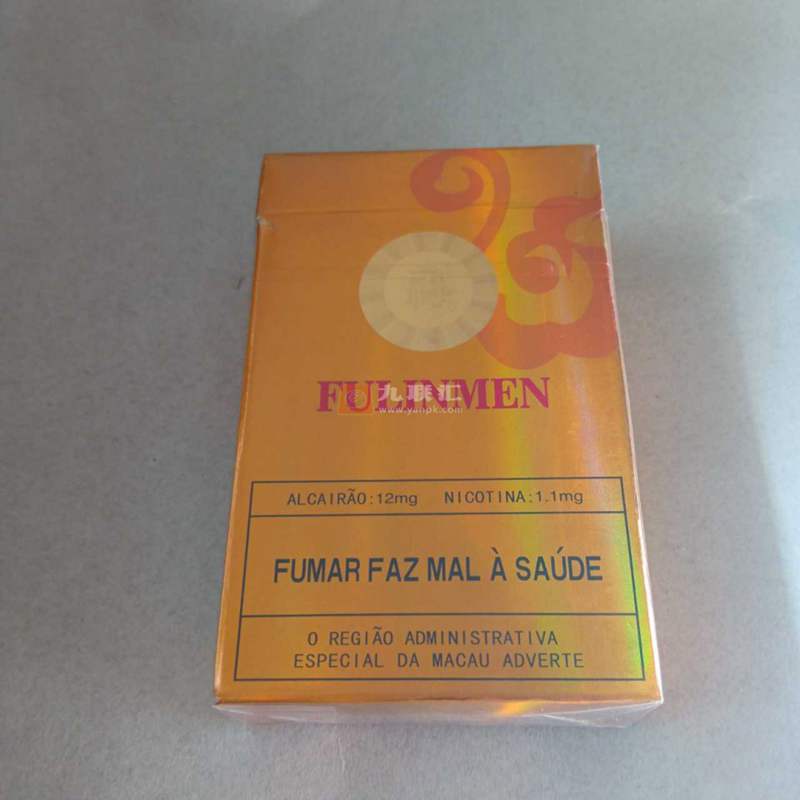 FULINMEN
九联汇
www.yanpk.com
ALCAIRÃO:12mg NICOTINA:1.1mg
FUMAR FAZ MAL À SAÚDE
O REGIÃO ADMINISTRATIVA
ESPECIAL DA MACAU ADVERTE